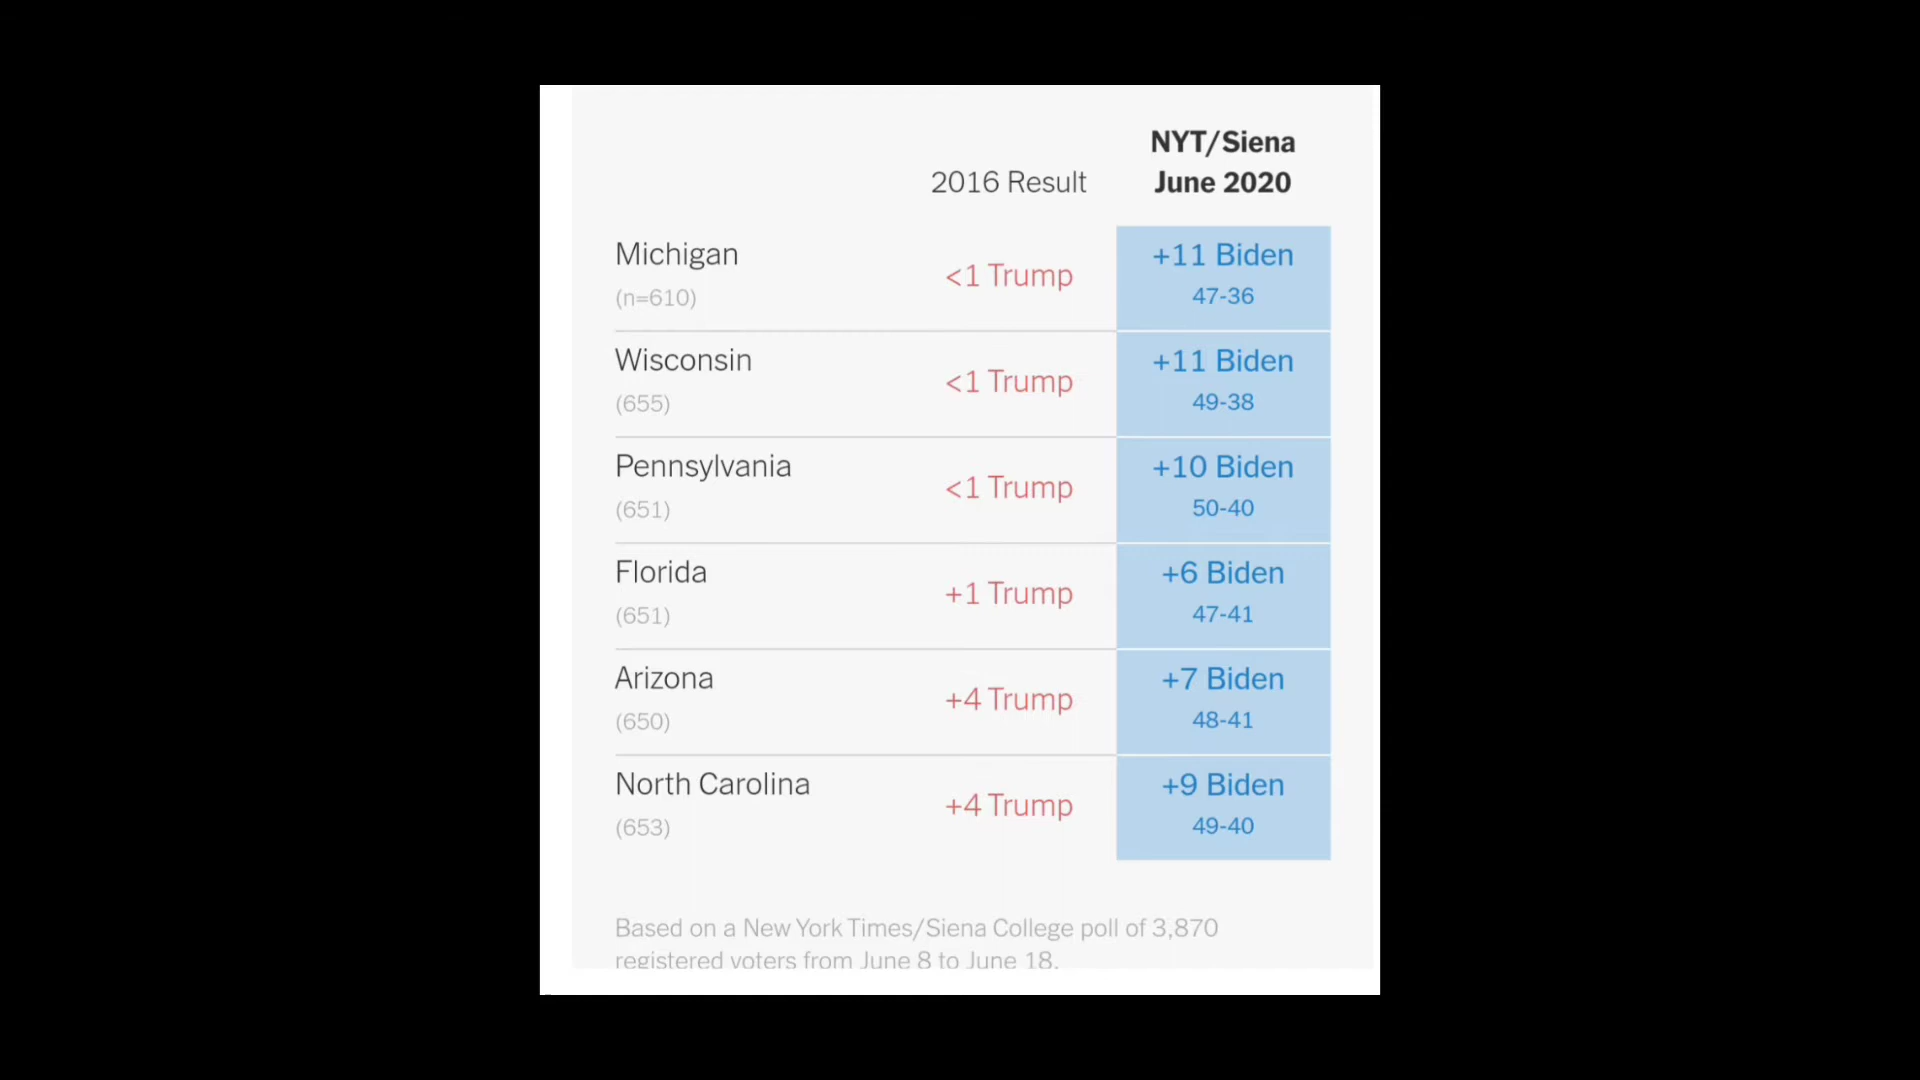 NYT/Siena
2016 Result June 2020
Michigan
(n=610)
<1 Trump
+11 Biden
47-36
Wisconsin
(655)
<1 Trump
+11 Biden
49-38
Pennsylvania
(651)
<1 Trump
+10 Biden
50-40
Florida
(651)
+1 Trump
+6 Biden
47-41
Arizona
(650)
+4 Trump
+7 Biden
48-41
North Carolina
(653)
+4 Trump
+9 Biden
49-40
Based on a New York Times/Siena College poll of 3,870
registered voters from June 8 to June 18.